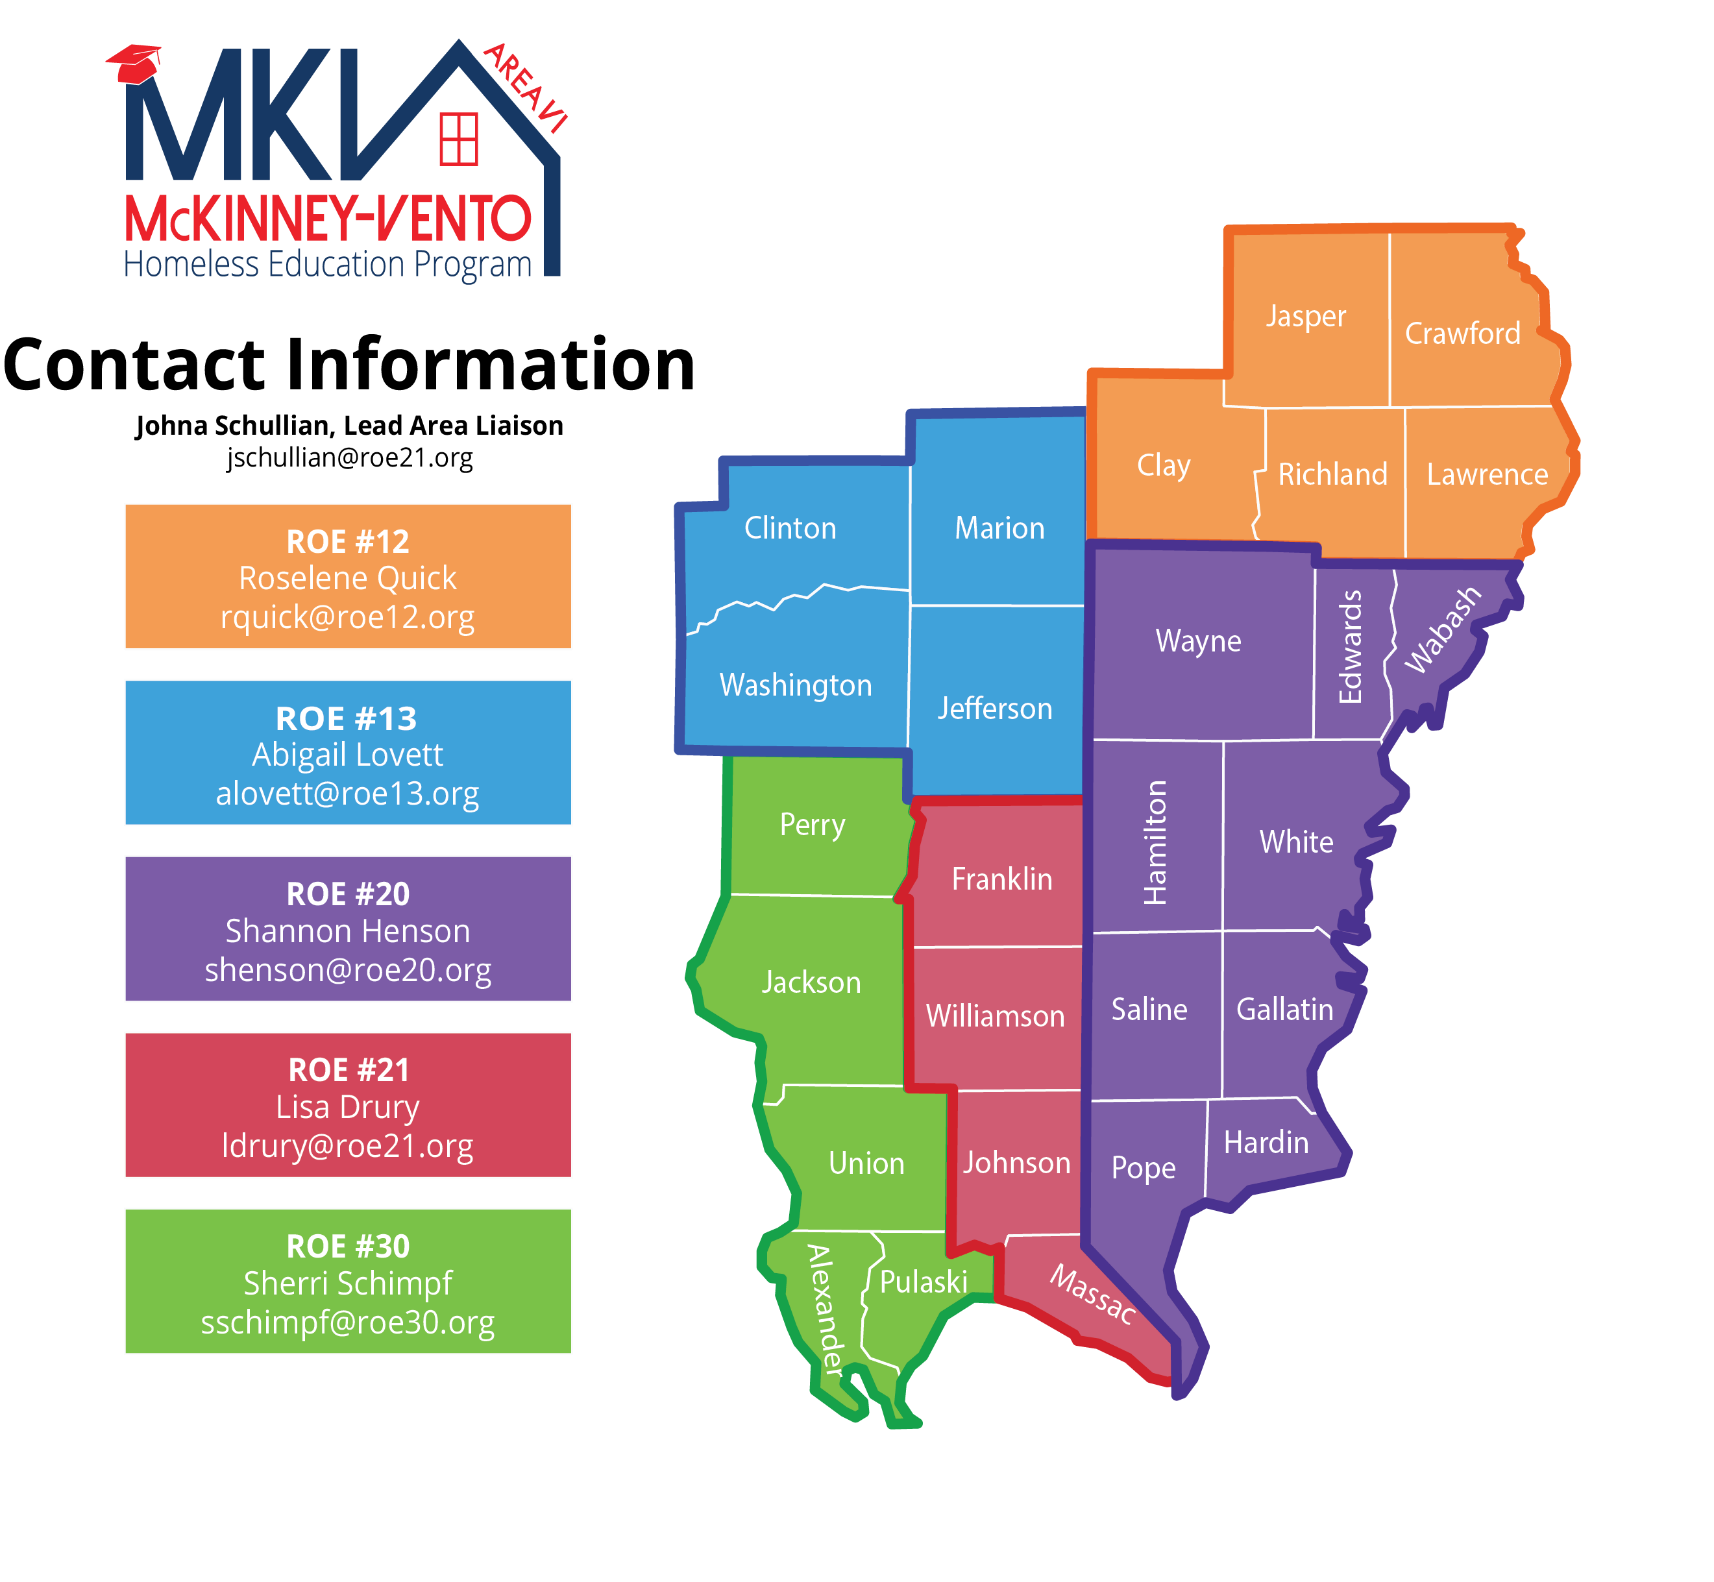 MKV
AREA VI
McKINNEY-VENTO
Homeless Education Program
Contact Information
Johna Schullian, Lead Area Liaison
jschullian@roe21.org
ROE #12
Roselene Quick
rquick@roe12.org
ROE #13
Abigail Lovett
alovett@roe13.org
ROE #20
Shannon Henson
shenson@roe20.org
ROE #21
Lisa Drury
ldrury@roe21.org
ROE #30
Sherri Schimpf
sschimpf@roe30.org
Jasper
Crawford
Clay
Richland
Lawrence
Clinton
Marion
Washington
Jefferson
Wayne
Edwards
Wabash
Perry
Franklin
Hamilton
White
Jackson
Williamson
Saline
Gallatin
Union
Johnson
Pope
Hardin
Alexander
Pulaski
Massac